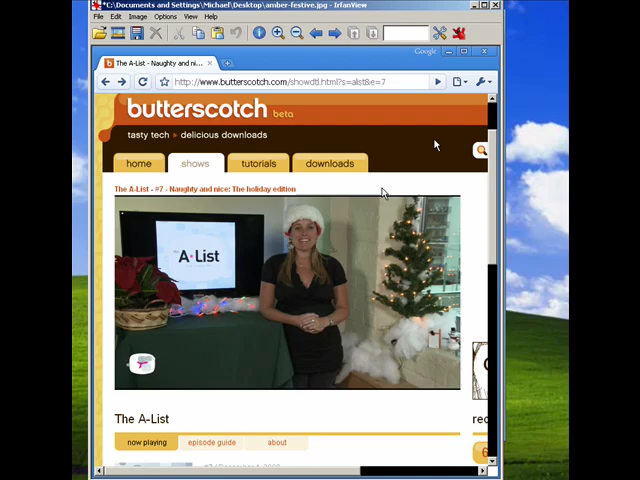 *C:\Documents and Settings\Michael\Desktop\amber-festive.jpg - IrfanView
File Edit Image Options View Help
Google
The A-List - Naughty and ni...
http://www.butterscotch.com/showdtl.html?s=alist&e=7
butterscotch beta
tasty tech delicious downloads
home shows tutorials downloads
The A-List - #7 - Naughty and nice: The holiday edition
The A List
The A-List
now playing episode guide about